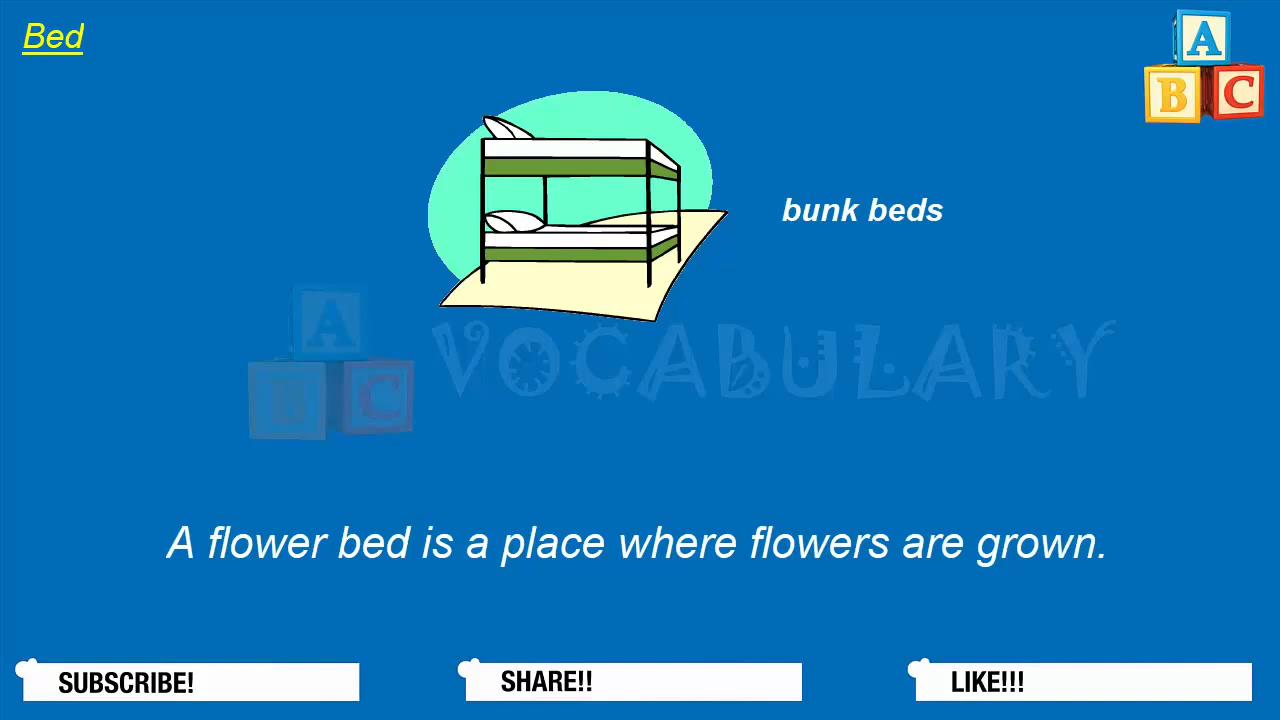 Bed
A
B C
bunk beds
A
B C
VOCABULARY
A flower bed is a place where flowers are grown.
SUBSCRIBE!
SHARE!!
LIKE!!!